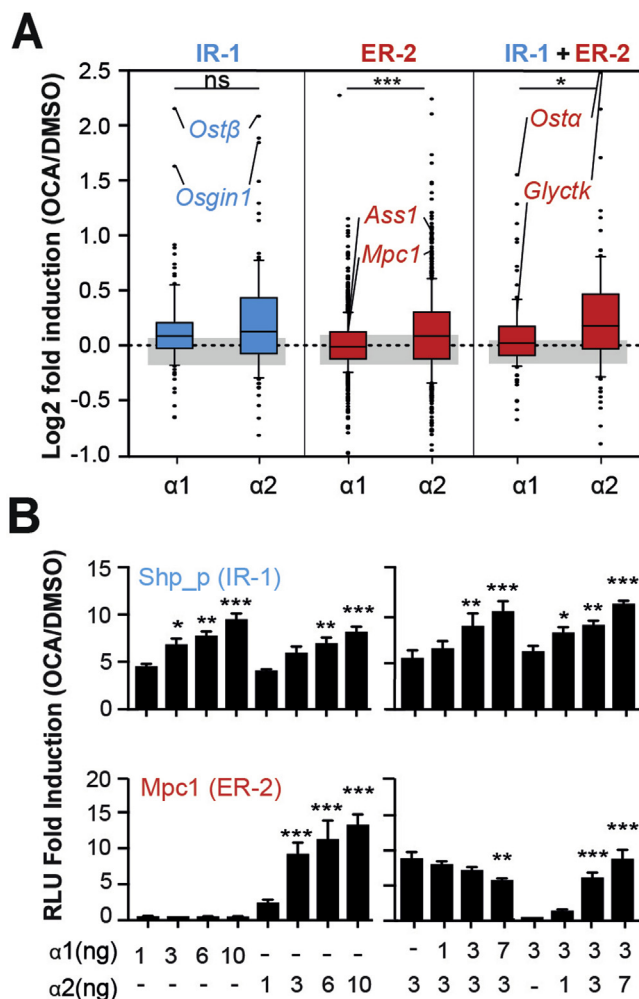 A
IR-1 ER-2 IR-1 + ER-2
Log2 fold induction (OCA/DMSO)
2.5
2.0
1.5
1.0
0.5
0.0
-0.5
-1.0
ns *** *
Ostβ
Osgin1
Ass1
Mpc1
Ostα
Glyctk
α1 α2 α1 α2 α1 α2
B
RLU Fold Induction (OCA/DMSO)
Shp_p (IR-1)
15
10
5
0
* ** *** ** *** ** *** * ** ***
Mpc1 (ER-2)
20
15
10
5
0
*** *** *** ** *** ***
α1(ng) 1 3 6 10 - - - - - 1 3 7 3 3 3 3
α2(ng) - - - - 1 3 6 10 3 3 3 3 - 1 3 7